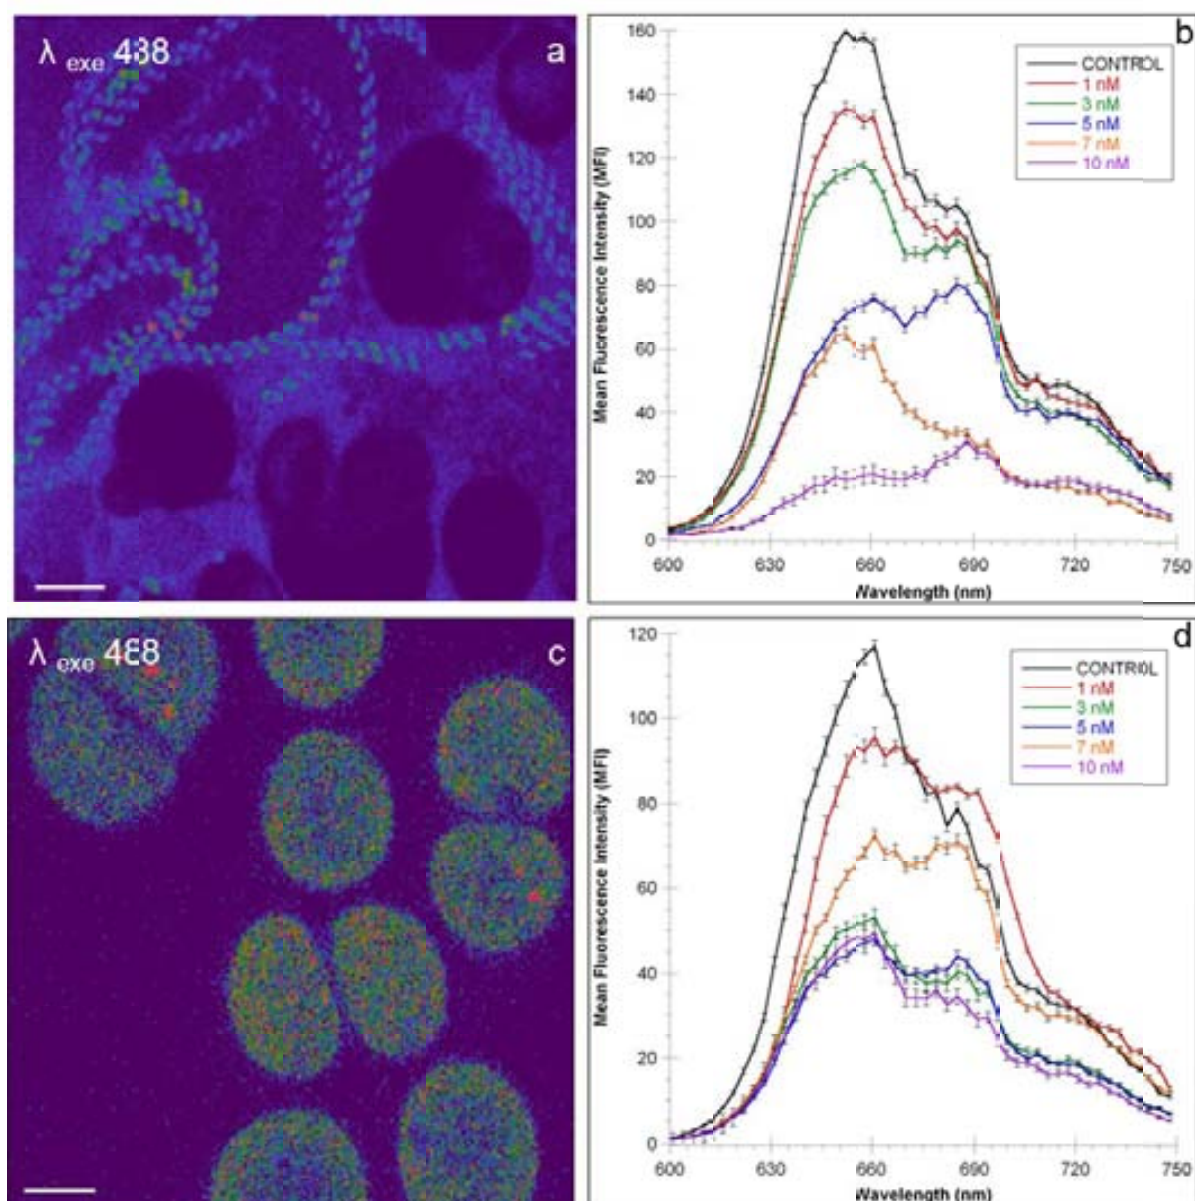 λ exe 488
a
b
160
140
120
100
80
60
40
20
0
Mean Fluorescence Intensity (MFI)
CONTROL
1 nM
3 nM
5 nM
7 nM
10 nM
600 630 660 690 720 750
Wavelength (nm)
λ exe 488
c
d
120
100
80
60
40
20
0
Mean Fluorescence intensity (MFI)
CONTROL
1 nM
3 nM
5 nM
7 nM
10 nM
600 630 660 690 720 750
Wavelength (nm)